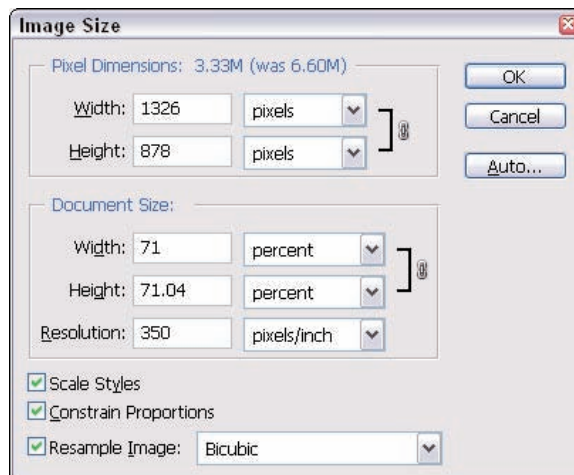 Image Size
Pixel Dimensions: 3.33M (was 6.60M)
Width: 1326 pixels
Height: 878 pixels
OK
Cancel
Auto...
Document Size:
Width: 71 percent
Height: 71.04 percent
Resolution: 350 pixels/inch
Scale Styles
Constrain Proportions
Resample Image: Bicubic